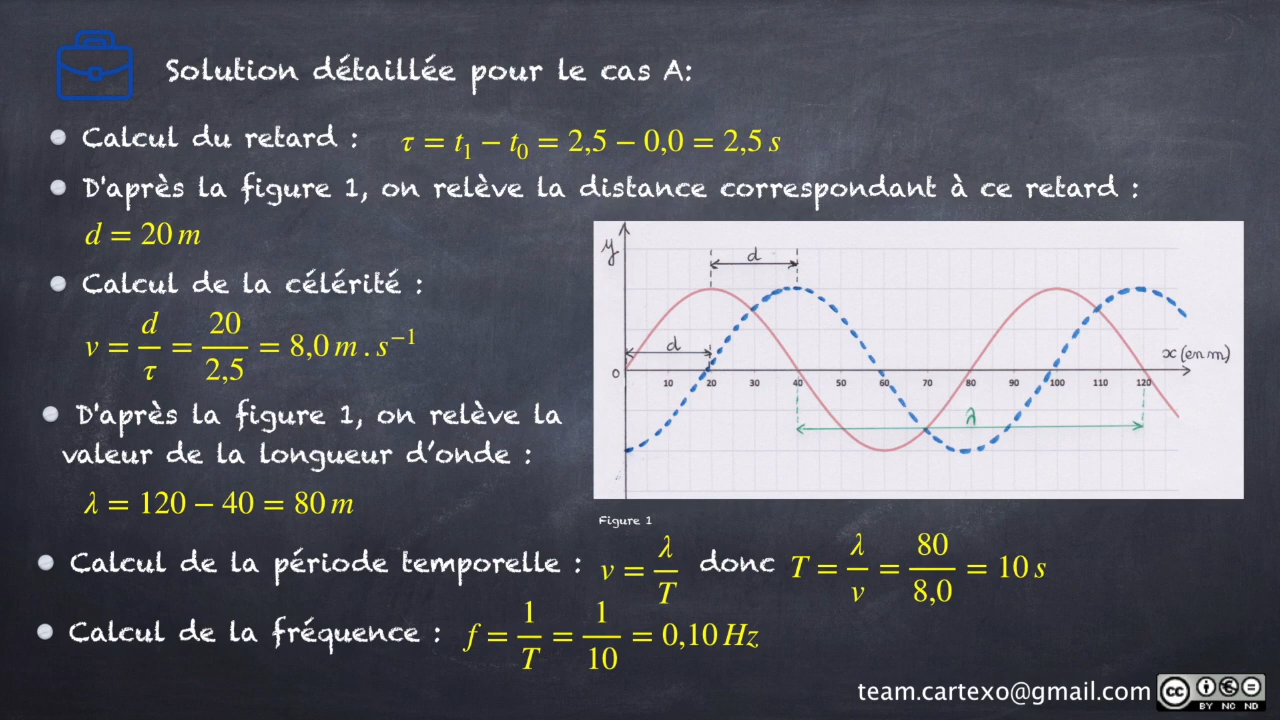 Solution détaillée pour le cas A:
Calcul du retard : τ = t₁ − t₀ = 2,5 − 0,0 = 2,5 s
D'après la figure 1, on relève la distance correspondant à ce retard :
d = 20 m
Calcul de la célérité :
v = d/τ = 20/2,5 = 8,0 m . s⁻¹
D'après la figure 1, on relève la
valeur de la longueur d’onde :
λ = 120 − 40 = 80 m
y
d
d
x (en m)
0
10 20 30 40 50 60 70 80 90 100 110 120
λ
Figure 1
Calcul de la période temporelle : v = λ/T donc T = λ/v = 80/8,0 = 10 s
Calcul de la fréquence : f = 1/T = 1/10 = 0,10 Hz
team.cartexo@gmail.com
cc
BY NC ND